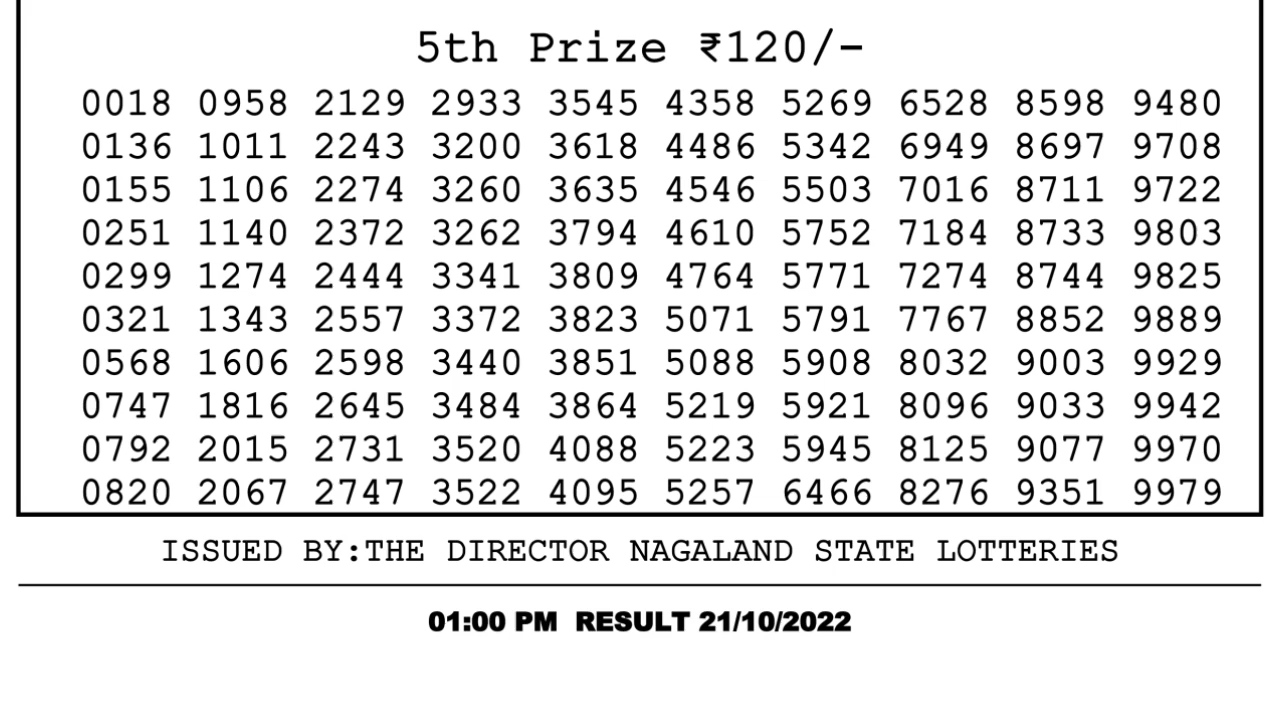 5th Prize ₹120/-
0018 0958 2129 2933 3545 4358 5269 6528 8598 9480
0136 1011 2243 3200 3618 4486 5342 6949 8697 9708
0155 1106 2274 3260 3635 4546 5503 7016 8711 9722
0251 1140 2372 3262 3794 4610 5752 7184 8733 9803
0299 1274 2444 3341 3809 4764 5771 7274 8744 9825
0321 1343 2557 3372 3823 5071 5791 7767 8852 9889
0568 1606 2598 3440 3851 5088 5908 8032 9003 9929
0747 1816 2645 3484 3864 5219 5921 8096 9033 9942
0792 2015 2731 3520 4088 5223 5945 8125 9077 9970
0820 2067 2747 3522 4095 5257 6466 8276 9351 9979
ISSUED BY:THE DIRECTOR NAGALAND STATE LOTTERIES
01:00 PM RESULT 21/10/2022